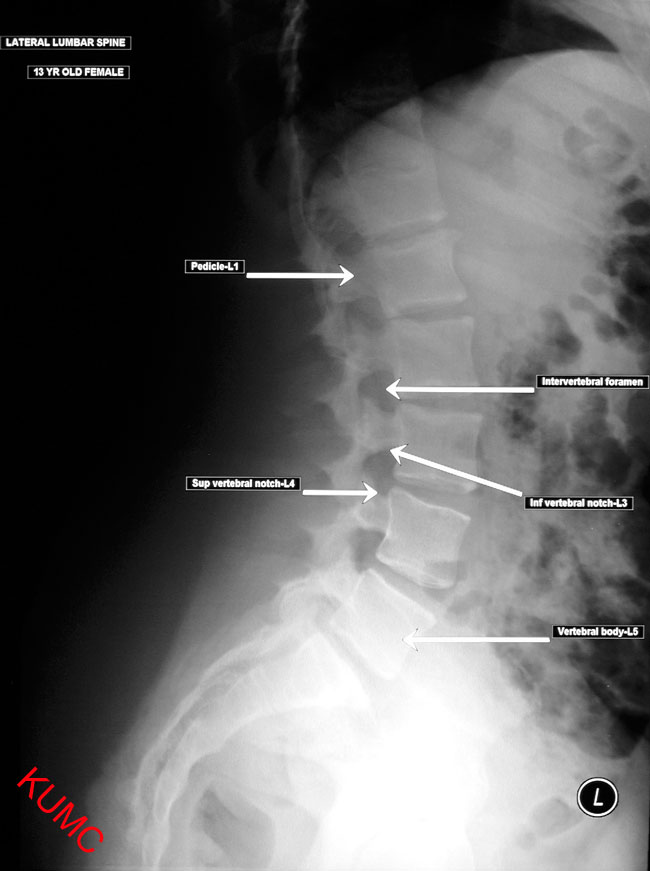 LATERAL LUMBAR SPINE
13 YR OLD FEMALE
Pedicle-L1
Intervertebral foramen
Sup vertebral notch-L4
Inf vertebral notch-L3
Vertebral body-L5
KUMC
L